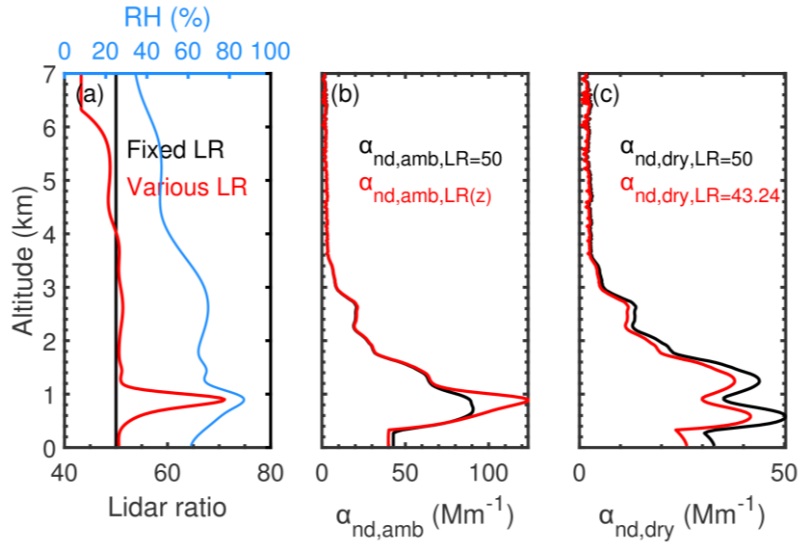 RH (%)
0 20 40 60 80 100
7
6
5
4
3
2
1
0
Altitude (km)
(a)
Fixed LR
Various LR
40 60 80
Lidar ratio
(b)
α_nd,amb,LR=50
α_nd,amb,LR(z)
0 50 100
α_nd,amb (Mm⁻¹)
(c)
α_nd,dry,LR=50
α_nd,dry,LR=43.24
0 50
α_nd,dry (Mm⁻¹)